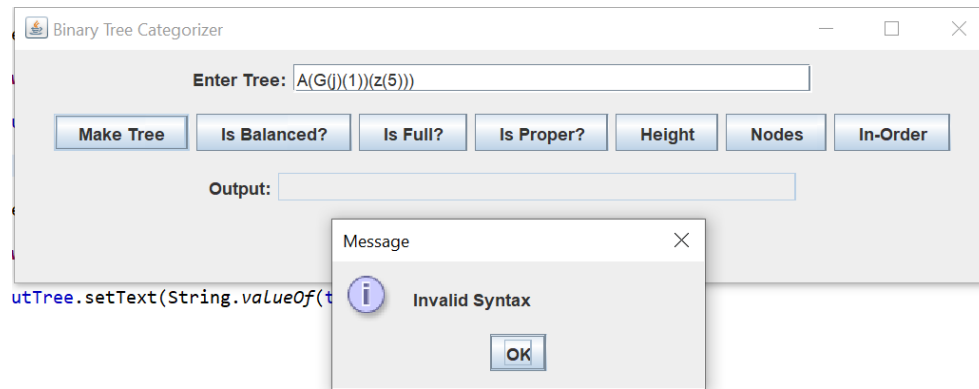 Binary Tree Categorizer
Enter Tree: A(G(j)(1))(z(5)))
Make Tree Is Balanced? Is Full? Is Proper? Height Nodes In-Order
Output:
Message
Invalid Syntax
utTree.setText(String.valueOf(t
OK